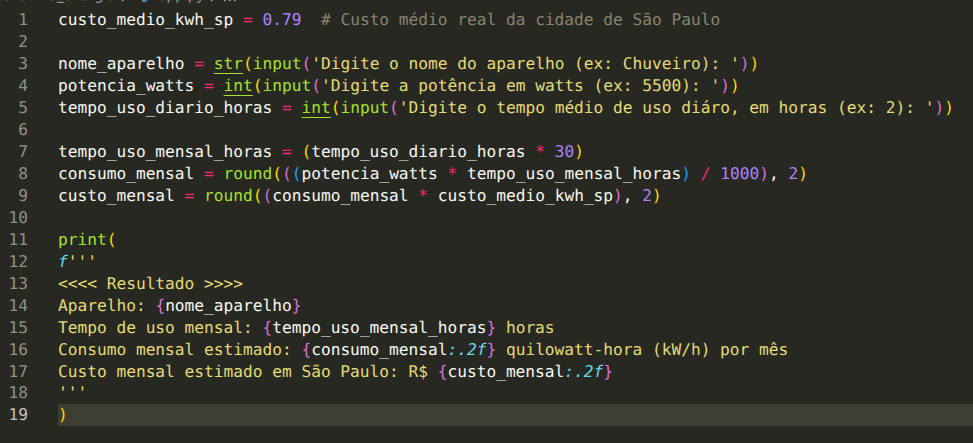 1 custo_medio_kwh_sp = 0.79  # Custo médio real da cidade de São Paulo
2
3 nome_aparelho = str(input('Digite o nome do aparelho (ex: Chuveiro): '))
4 potencia_watts = int(input('Digite a potência em watts (ex: 5500): '))
5 tempo_uso_diario_horas = int(input('Digite o tempo médio de uso diáro, em horas (ex: 2): '))
6
7 tempo_uso_mensal_horas = (tempo_uso_diario_horas * 30)
8 consumo_mensal = round(((potencia_watts * tempo_uso_mensal_horas) / 1000), 2)
9 custo_mensal = round((consumo_mensal * custo_medio_kwh_sp), 2)
10
11 print(
12 f'''
13 <<<< Resultado >>>>
14 Aparelho: {nome_aparelho}
15 Tempo de uso mensal: {tempo_uso_mensal_horas} horas
16 Consumo mensal estimado: {consumo_mensal:.2f} quilowatt-hora (kW/h) por mês
17 Custo mensal estimado em São Paulo: R$ {custo_mensal:.2f}
18 '''
19 )